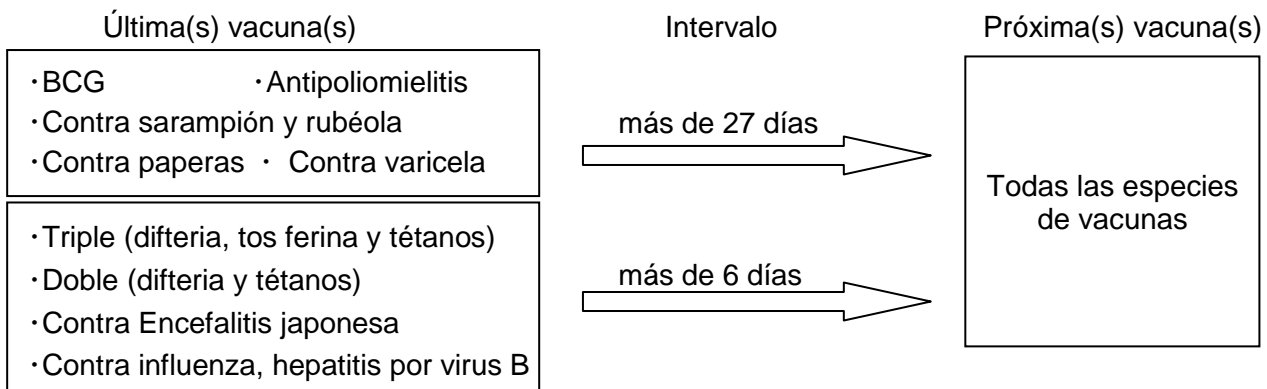 Última(s) vacuna(s) Intervalo Próxima(s) vacuna(s)
・BCG ・Antipoliomielitis
・Contra sarampión y rubéola
・Contra paperas ・ Contra varicela
más de 27 días
Todas las especies
de vacunas
・Triple (difteria, tos ferina y tétanos)
・Doble (difteria y tétanos)
・Contra Encefalitis japonesa
・Contra influenza, hepatitis por virus B
más de 6 días